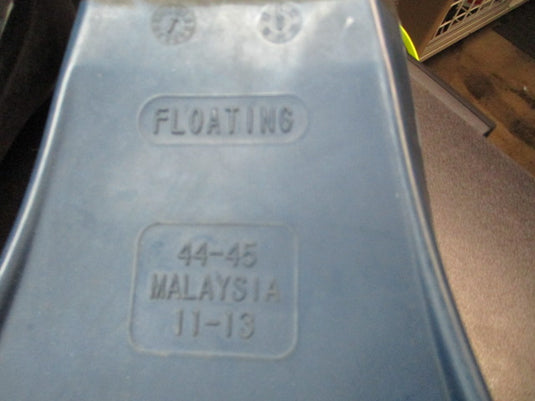 FLOATING
44-45
MALAYSIA
11-13